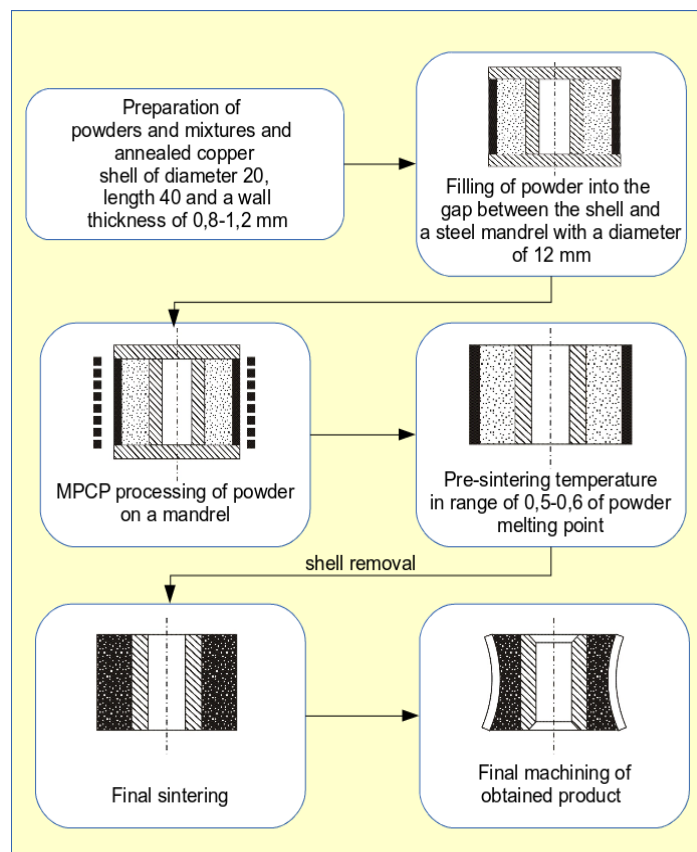 Preparation of
powders and mixtures and
annealed copper
shell of diameter 20,
length 40 and a wall
thickness of 0,8-1,2 mm
Filling of powder into the
gap between the shell and
a steel mandrel with a diameter
of 12 mm
MPCP processing of powder
on a mandrel
Pre-sintering temperature
in range of 0,5-0,6 of powder
melting point
shell removal
Final sintering
Final machining of
obtained product